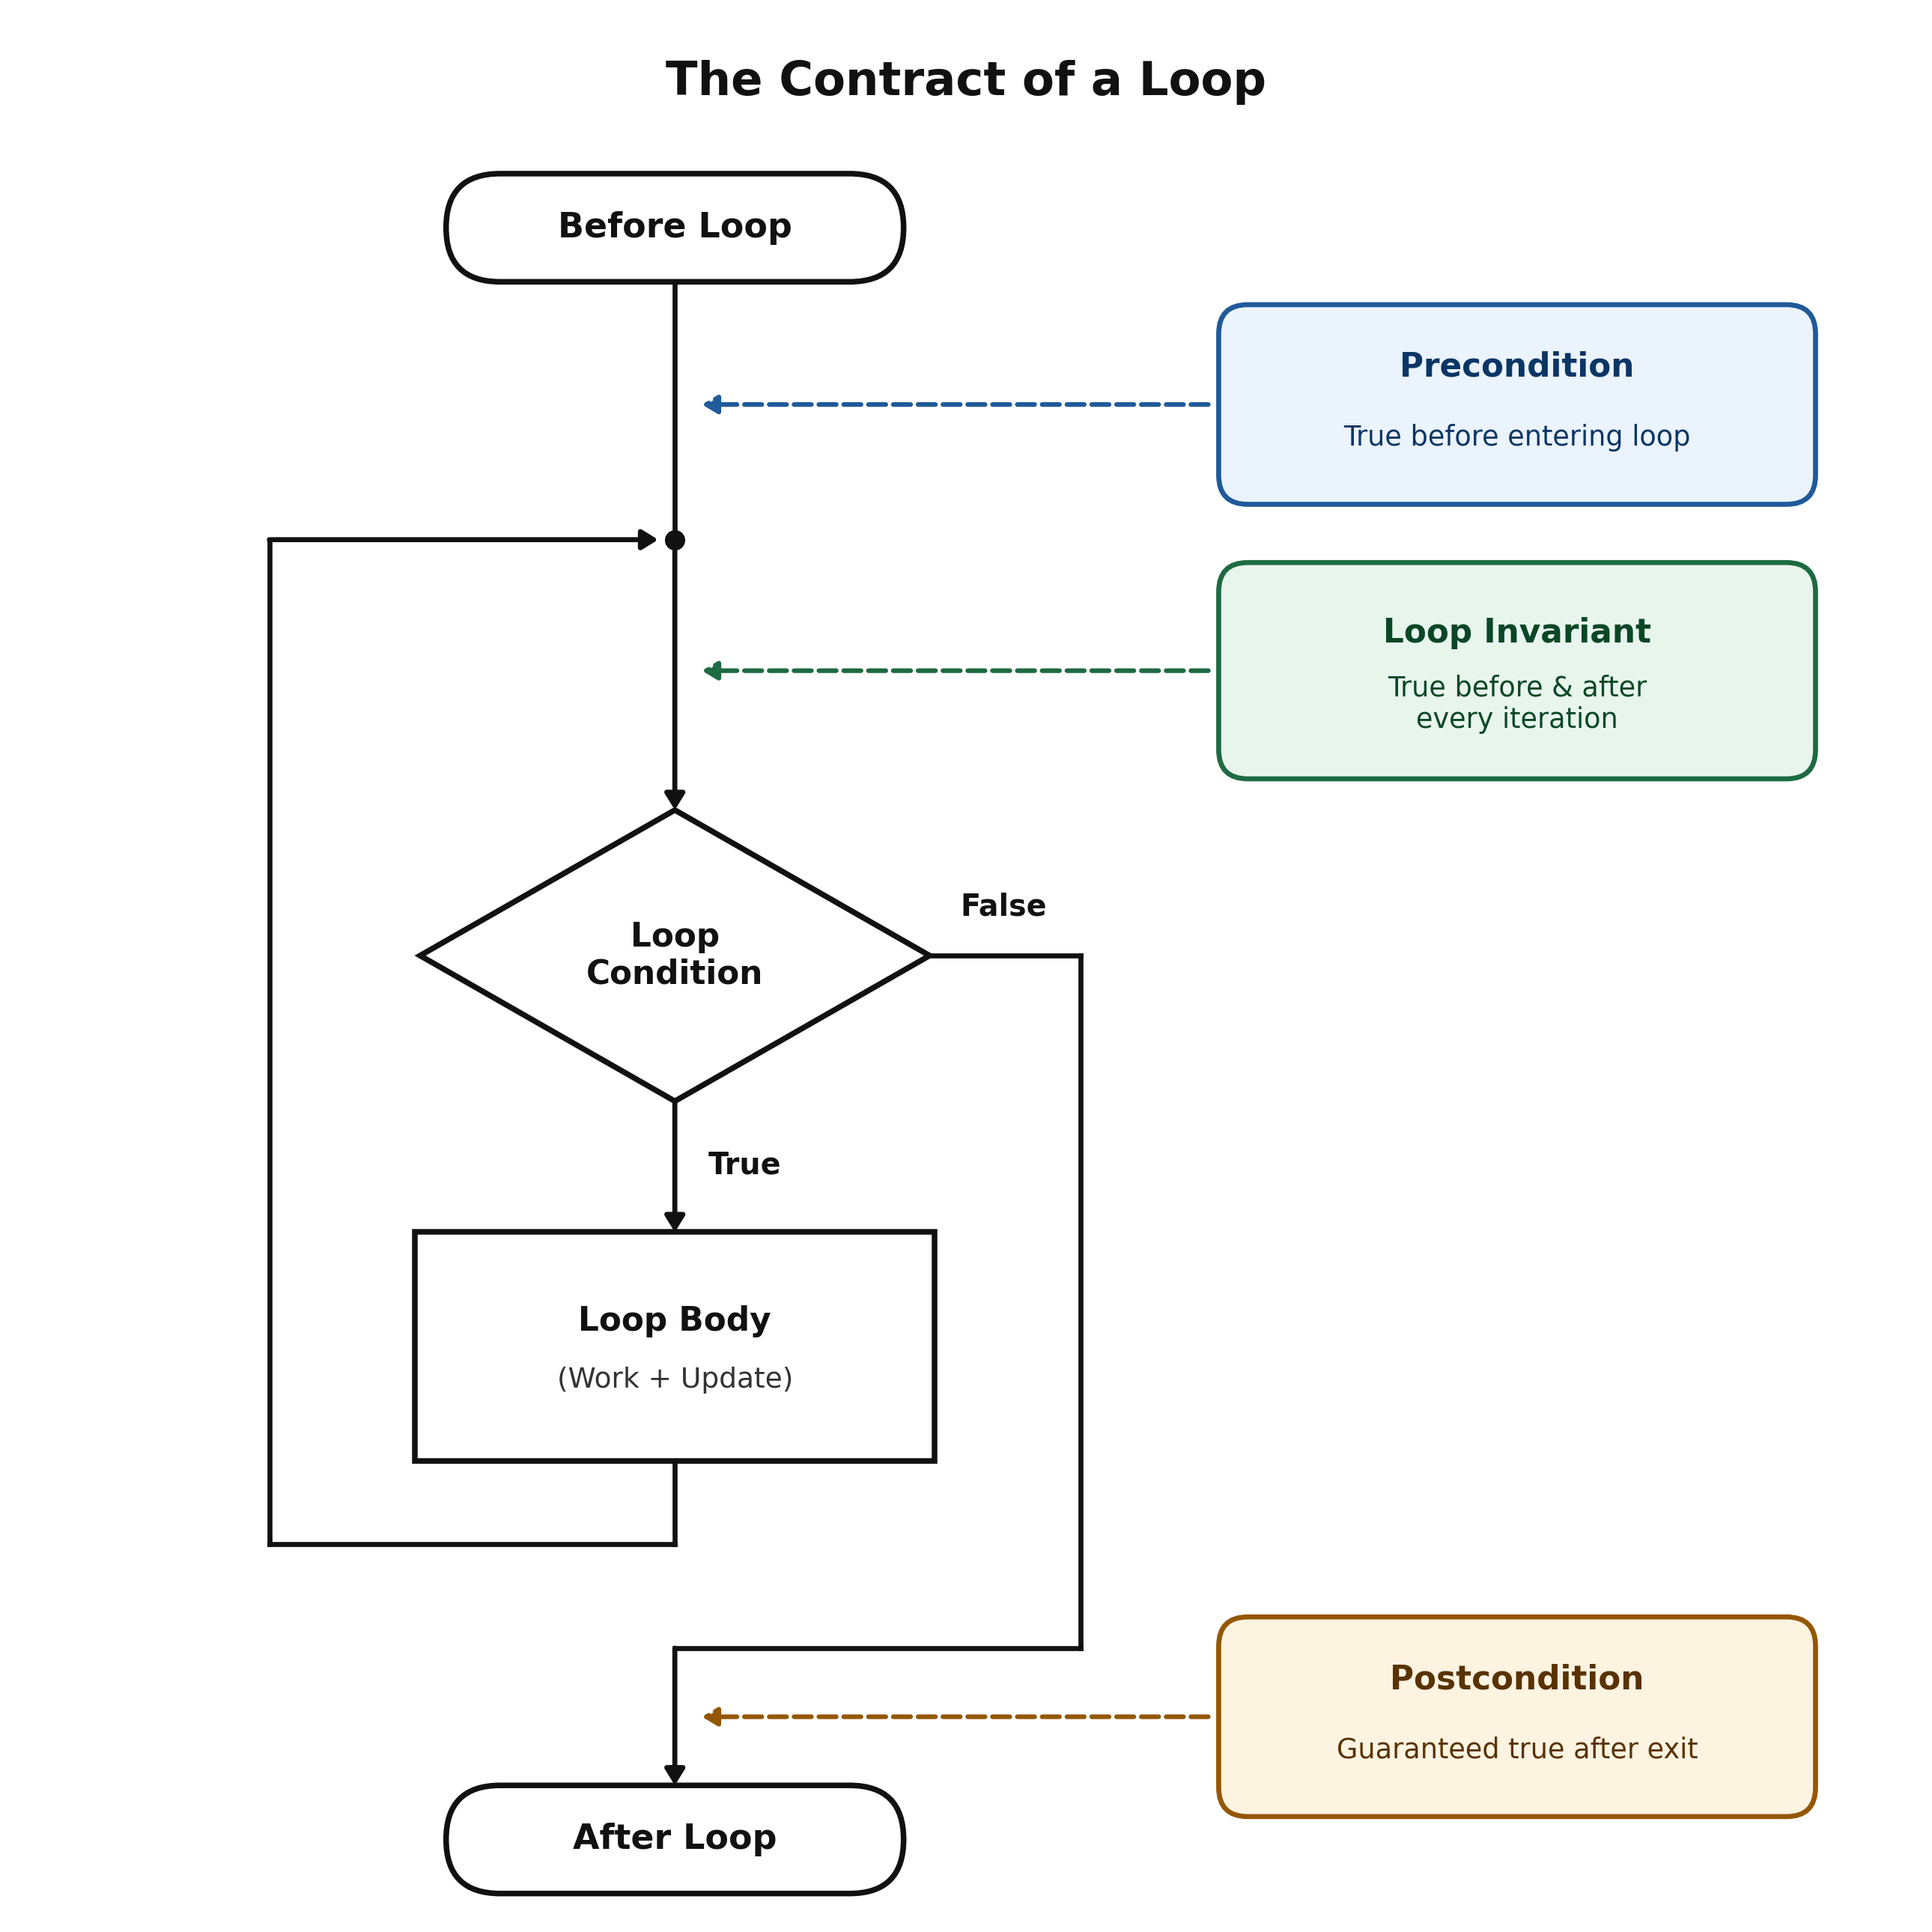 The Contract of a Loop
Before Loop
Precondition
True before entering loop
Loop Invariant
True before & after
every iteration
Loop
Condition
False
True
Loop Body
(Work + Update)
Postcondition
Guaranteed true after exit
After Loop